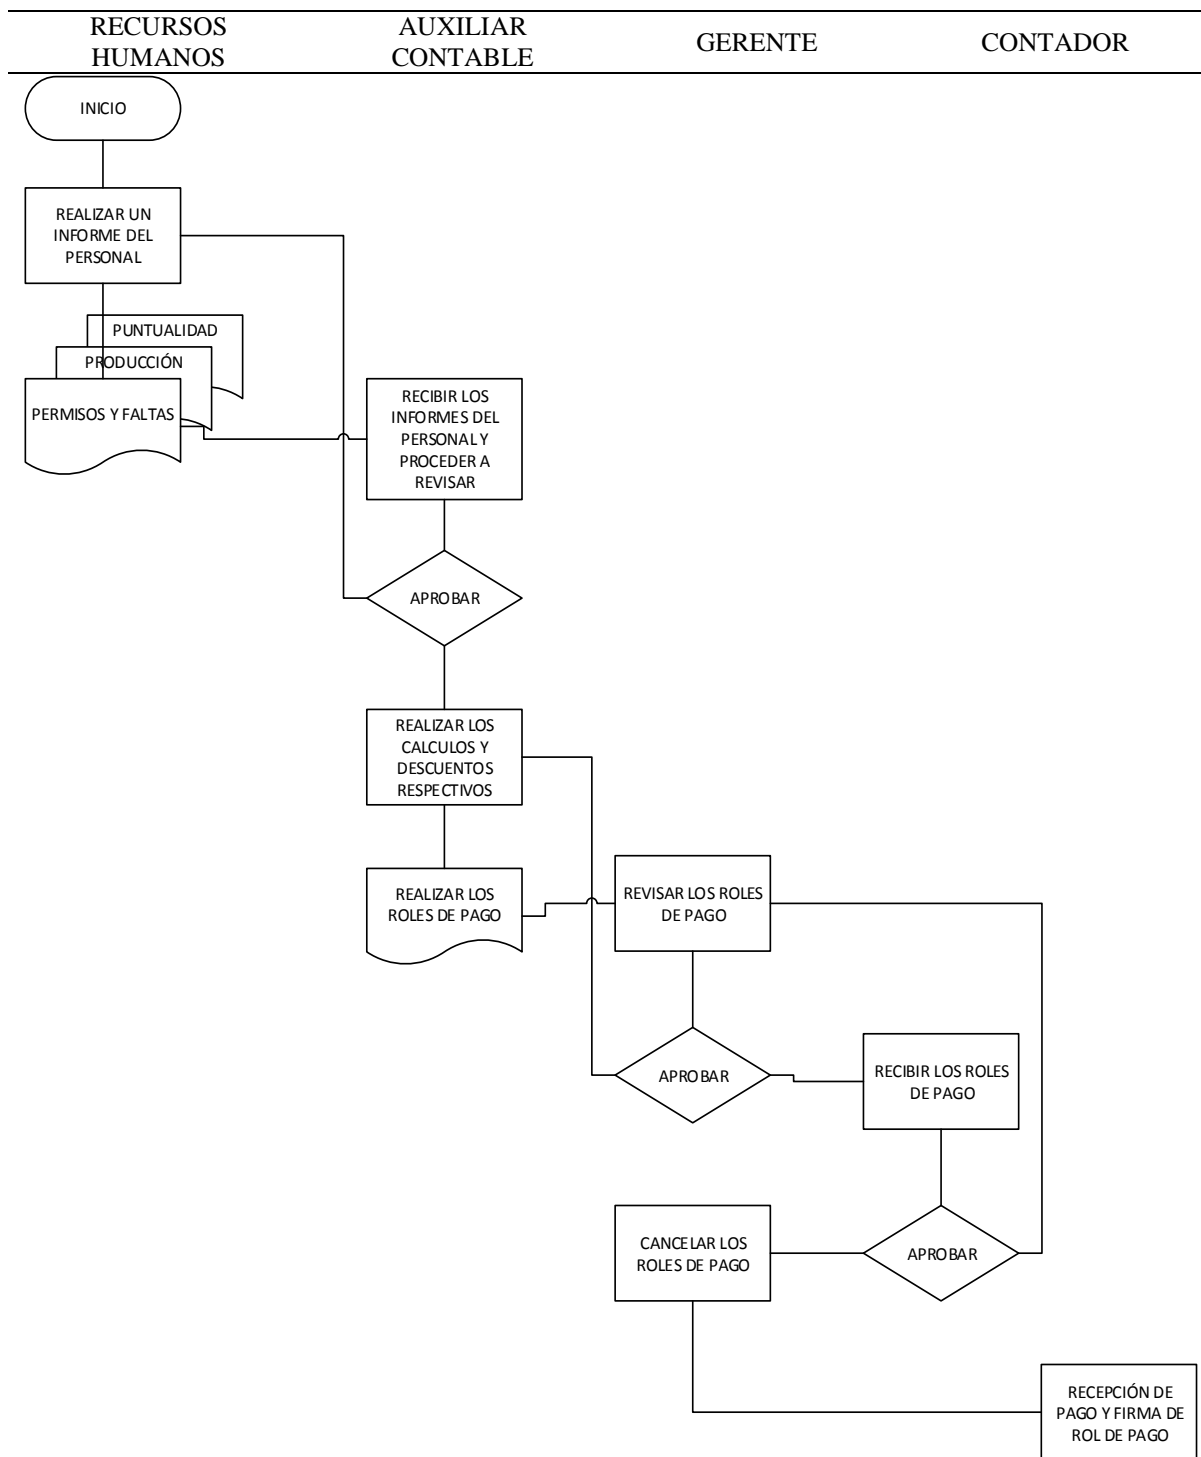 RECURSOS
HUMANOS
AUXILIAR
CONTABLE
GERENTE
CONTADOR
INICIO
REALIZAR UN
INFORME DEL
PERSONAL
PUNTUALIDAD
PRODUCCIÓN
PERMISOS Y FALTAS
RECIBIR LOS
INFORMES DEL
PERSONAL Y
PROCEDER A
REVISAR
APROBAR
REALIZAR LOS
CALCULOS Y
DESCUENTOS
RESPECTIVOS
REALIZAR LOS
ROLES DE PAGO
REVISAR LOS ROLES
DE PAGO
APROBAR
RECIBIR LOS ROLES
DE PAGO
CANCELAR LOS
ROLES DE PAGO
APROBAR
RECEPCIÓN DE
PAGO Y FIRMA DE
ROL DE PAGO